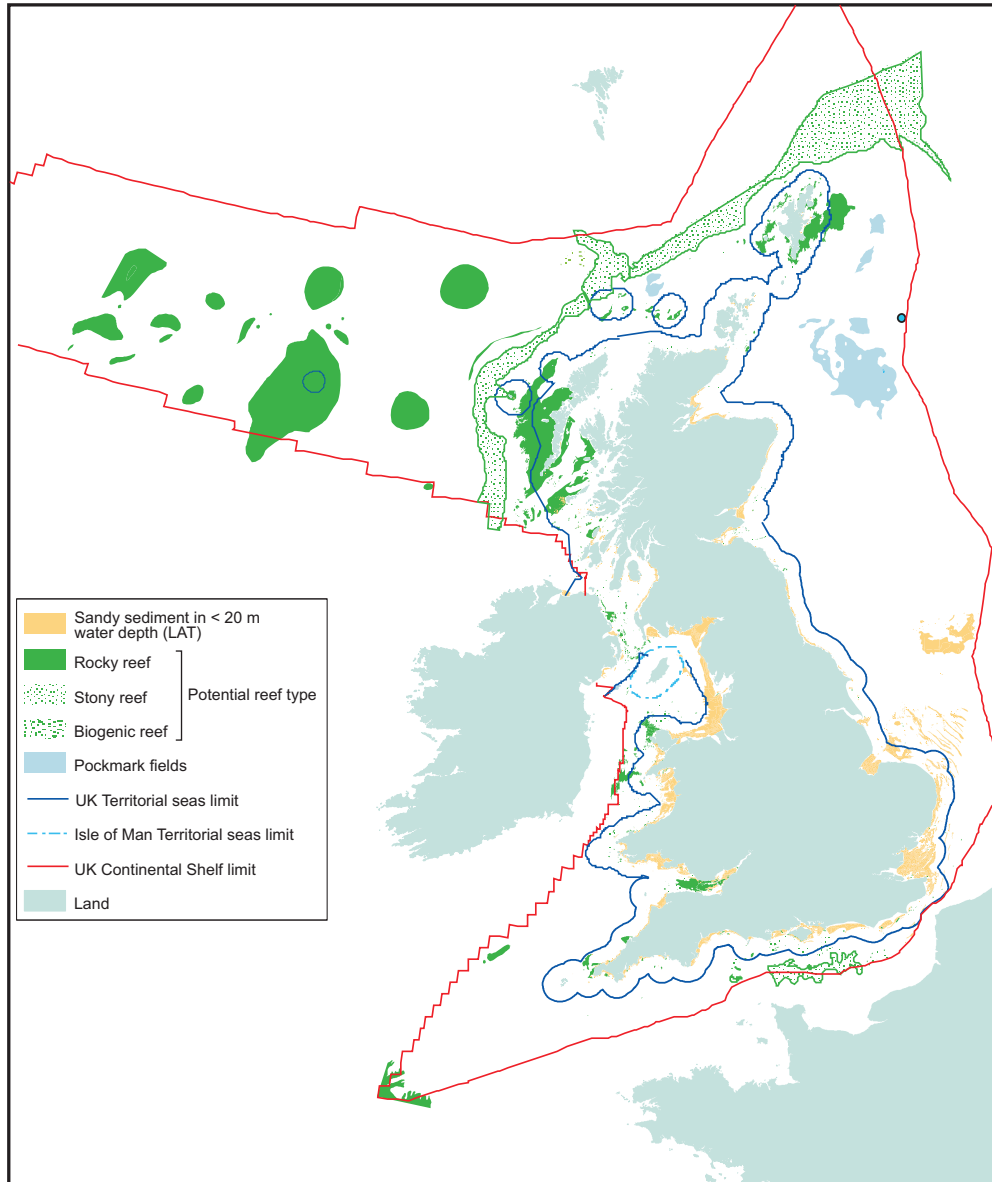 Sandy sediment in < 20 m
water depth (LAT)
Rocky reef
Stony reef
Potential reef type
Biogenic reef
Pockmark fields
UK Territorial seas limit
Isle of Man Territorial seas limit
UK Continental Shelf limit
Land